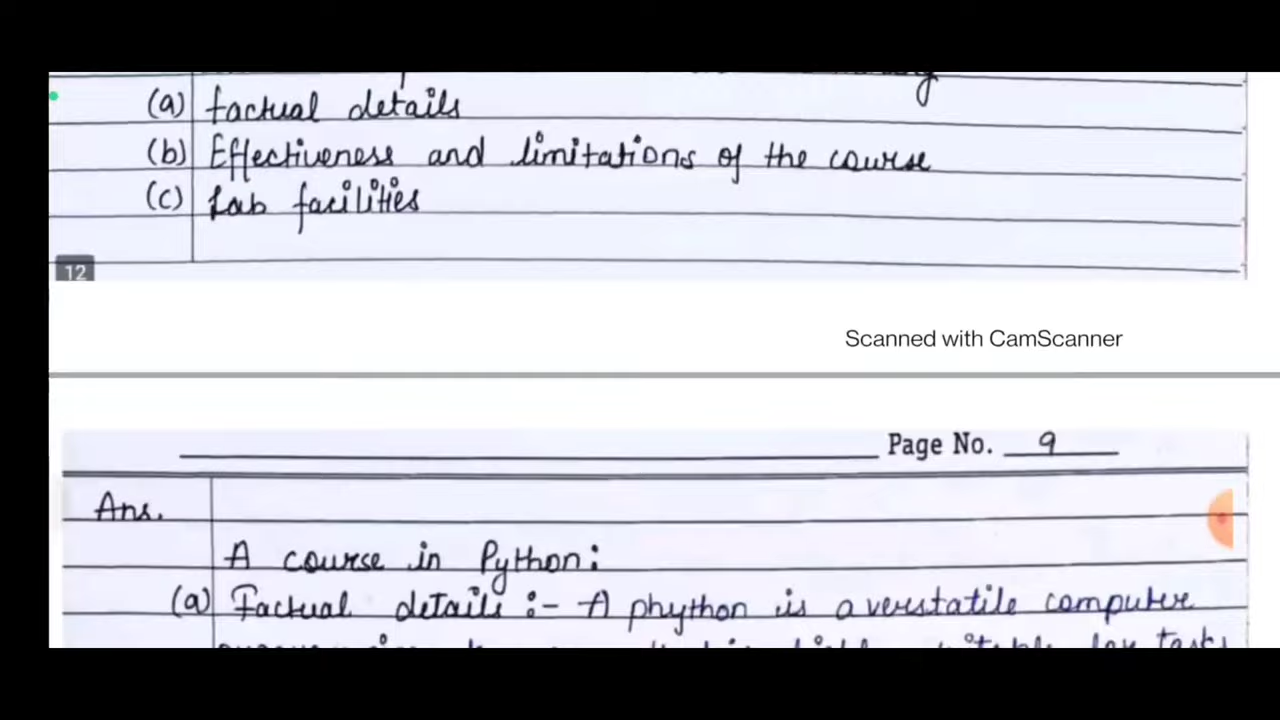 (a) factual details
(b) Effectiveness and limitations of the course
(c) Lab facilities
12
Scanned with CamScanner
Page No. 9
Ans.
A course in Python:
(a) Factual details :- A phython is a verstatile computer